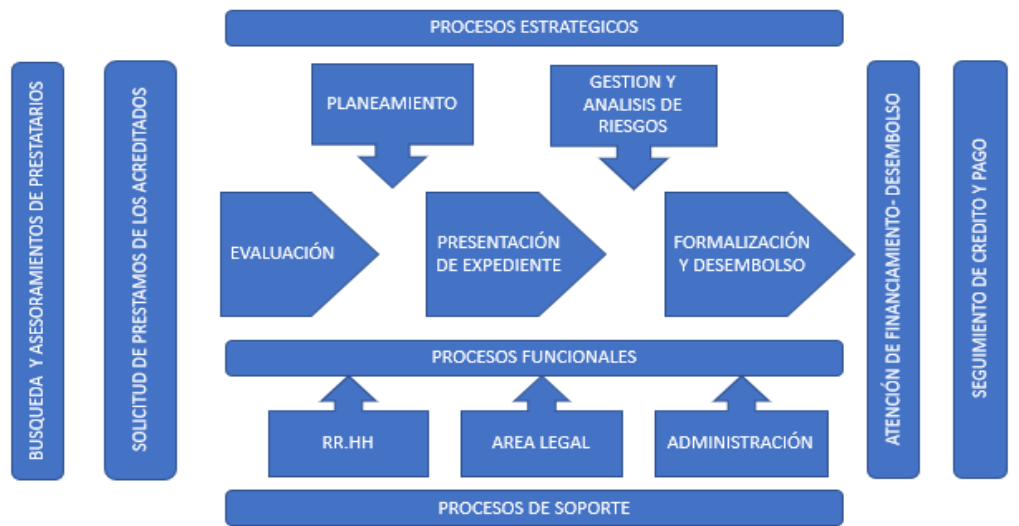 PROCESOS ESTRATEGICOS
BUSQUEDA Y ASESORAMIENTOS DE PRESTATARIOS
SOLICITUD DE PRESTAMOS DE LOS ACREDITADOS
PLANEAMIENTO
GESTION Y
ANALISIS DE
RIESGOS
EVALUACIÓN
PRESENTACIÓN
DE EXPEDIENTE
FORMALIZACIÓN
Y DESEMBOLSO
PROCESOS FUNCIONALES
RR.HH
AREA LEGAL
ADMINISTRACIÓN
PROCESOS DE SOPORTE
ATENCIÓN DE FINANCIAMIENTO- DESEMBOLSO
SEGUIMIENTO DE CREDITO Y PAGO